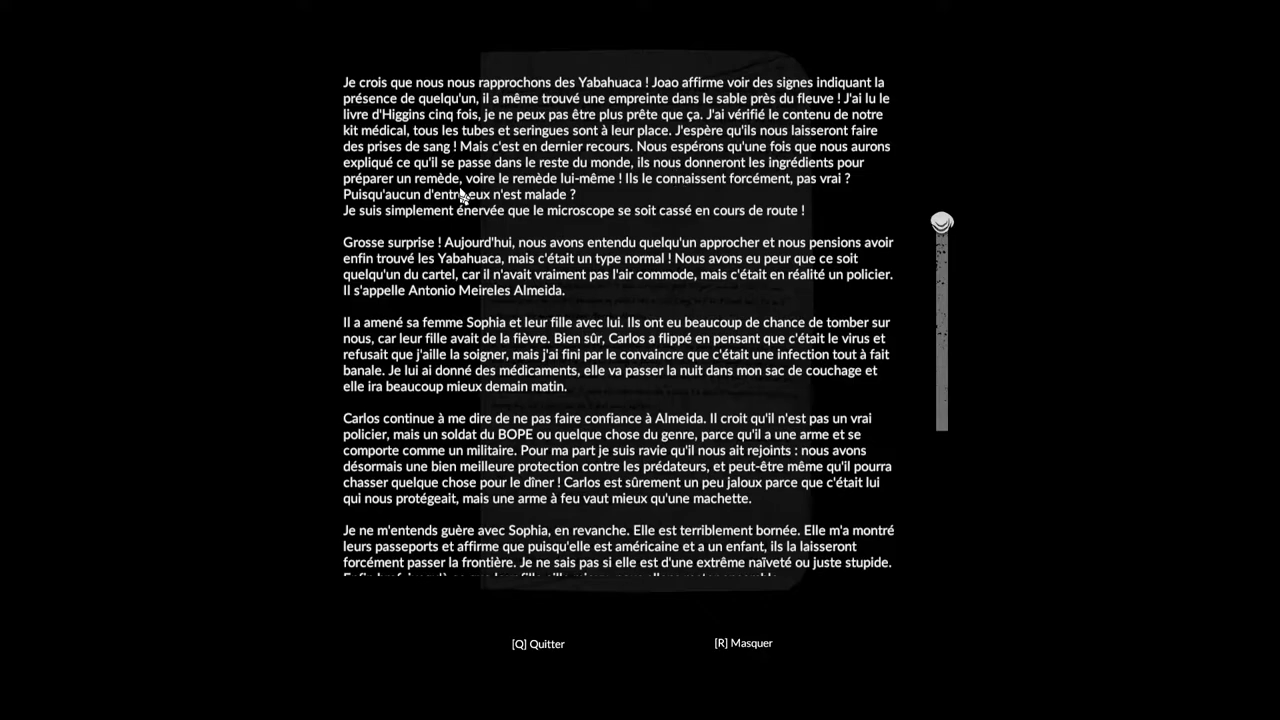 Je crois que nous nous rapprochons des Yabahuaca ! Joao affirme voir des signes indiquant la
présence de quelqu'un, il a même trouvé une empreinte dans le sable près du fleuve ! J'ai lu le
livre d'Higgins cinq fois, je ne peux pas être plus prête que ça. J'ai vérifié le contenu de notre
kit médical, tous les tubes et seringues sont à leur place. J'espère qu'ils nous laisseront faire
des prises de sang ! Mais c'est en dernier recours. Nous espérons qu'une fois que nous aurons
expliqué ce qu'il se passe dans le reste du monde, ils nous donneront les ingrédients pour
préparer un remède, voire le remède lui-même ! Ils le connaissent forcément, pas vrai ?
Puisqu'aucun d'entre eux n'est malade ?
Je suis simplement énervée que le microscope se soit cassé en cours de route !
Grosse surprise ! Aujourd'hui, nous avons entendu quelqu'un approcher et nous pensions avoir
enfin trouvé les Yabahuaca, mais c'était un type normal ! Nous avons eu peur que ce soit
quelqu'un du cartel, car il n'avait vraiment pas l'air commode, mais c'était en réalité un policier.
Il s'appelle Antonio Meireles Almeida.
Il a amené sa femme Sophia et leur fille avec lui. Ils ont eu beaucoup de chance de tomber sur
nous, car leur fille avait de la fièvre. Bien sûr, Carlos a flippé en pensant que c'était le virus et
refusait que j'aille la soigner, mais j'ai fini par le convaincre que c'était une infection tout à fait
banale. Je lui ai donné des médicaments, elle va passer la nuit dans mon sac de couchage et
elle ira beaucoup mieux demain matin.
Carlos continue à me dire de ne pas faire confiance à Almeida. Il croit qu'il n'est pas un vrai
policier, mais un soldat du BOPE ou quelque chose du genre, parce qu'il a une arme et se
comporte comme un militaire. Pour ma part je suis ravie qu'il nous ait rejoints : nous avons
désormais une bien meilleure protection contre les prédateurs, et peut-être même qu'il pourra
chasser quelque chose pour le dîner ! Carlos est sûrement un peu jaloux parce que c'était lui
qui nous protégeait, mais une arme à feu vaut mieux qu'une machette.
Je ne m'entends guère avec Sophia, en revanche. Elle est terriblement bornée. Elle m'a montré
leurs passeports et affirme que puisqu'elle est américaine et a un enfant, ils la laisseront
forcément passer la frontière. Je ne sais pas si elle est d'une extrême naïveté ou juste stupide.
[Q] Quitter
[R] Masquer